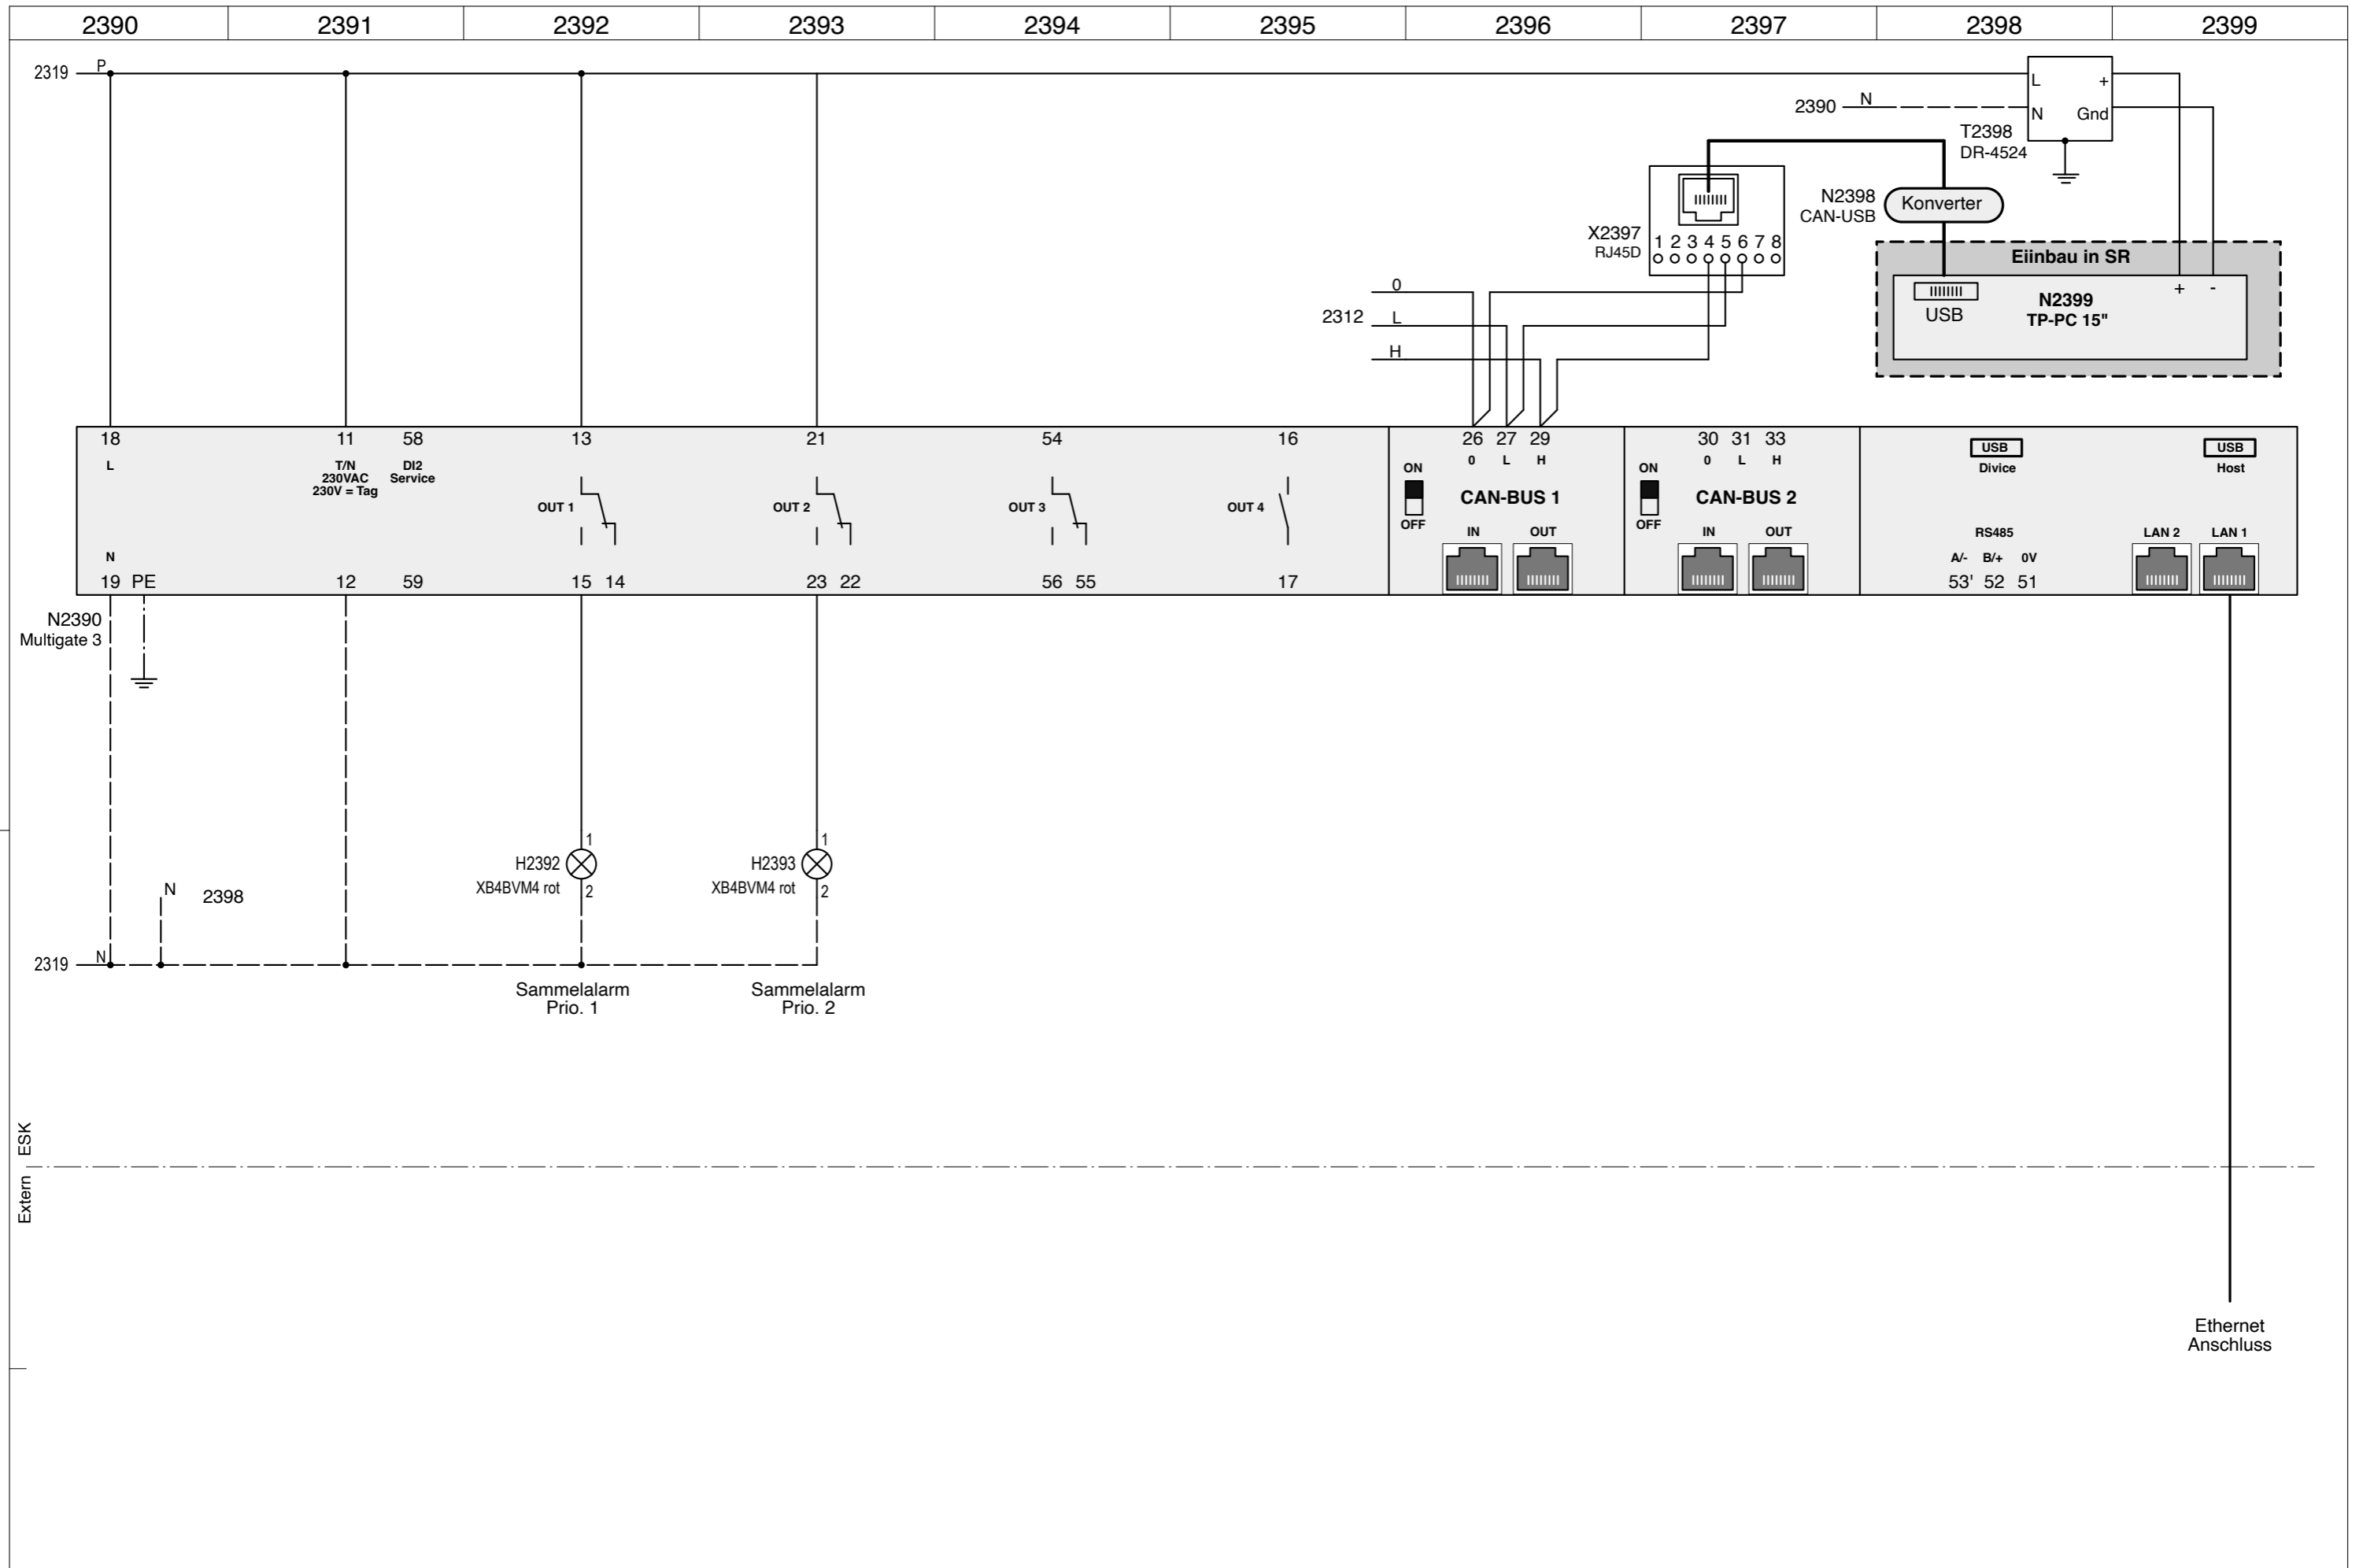 2390 2391 2392 2393 2394 2395 2396 2397 2398 2399
2319 P
L +
2390 N
N Gnd
T2398
DR-4524
N2398
CAN-USB
Konverter
X2397
RJ45D
1 2 3 4 5 6 7 8
Eiinbau in SR
0
2312 L
H
USB
N2399
TP-PC 15"
+ -
18 11 58 13 21 54 16 26 27 29 30 31 33
L
T/N
230VAC
230V = Tag
DI2
Service
0 L H
0 L H
USB
Divice
USB
Host
ON
OFF
CAN-BUS 1
ON
OFF
CAN-BUS 2
OUT 1
OUT 2
OUT 3
OUT 4
IN OUT
IN OUT
RS485
A/- B/+ 0V
LAN 2 LAN 1
N
19 PE 12 59 15 14 23 22 56 55 17 53' 52 51
N2390
Multigate 3
1
H2392
XB4BVM4 rot
2
1
H2393
XB4BVM4 rot
2
N 2398
2319 N
Sammelalarm
Prio. 1
Sammelalarm
Prio. 2
ESK
Extern
Ethernet
Anschluss